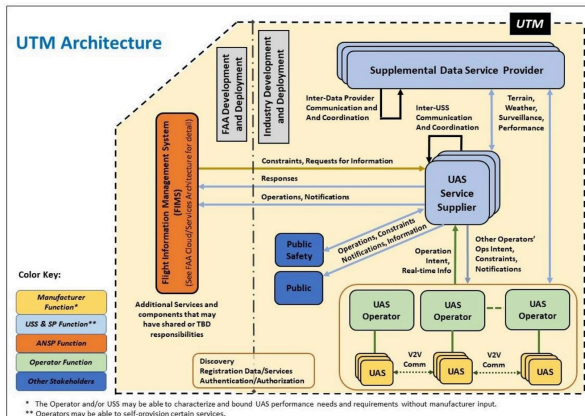 UTM
UTM Architecture
FAA Development
and Deployment
Industry Development
and Deployment
Supplemental Data Service Provider
Inter-Data Provider
Communication and
And Coordination
Inter-USS
Communication
And Coordination
Terrain,
Weather,
Surveillance,
Performance
Flight Information Management System
(FIMS)
(See FAA Cloud/Services Architecture for detail)
Constraints, Requests for Information
Responses
Operations, Notifications
UAS
Service
Supplier
Public
Safety
Public
Operations, Constraints
Notifications, Information
Operation
Intent,
Real-time Info
Other Operators'
Ops Intent,
Constraints,
Notifications
Color Key:
Manufacturer
Function*
USS & SP Function**
ANSP Function
Operator Function
Other Stakeholders
Additional Services and
components that may
have shared or TBD
responsibilities
Discovery
Registration Data/Services
Authentication/Authorization
UAS
Operator
UAS
Operator
UAS
Operator
UAS
V2V
Comm
UAS
V2V
Comm
UAS
* The Operator and/or USS may be able to characterize and bound UAS performance needs and requirements without manufacturer input.
** Operators may be able to self-provision certain services.